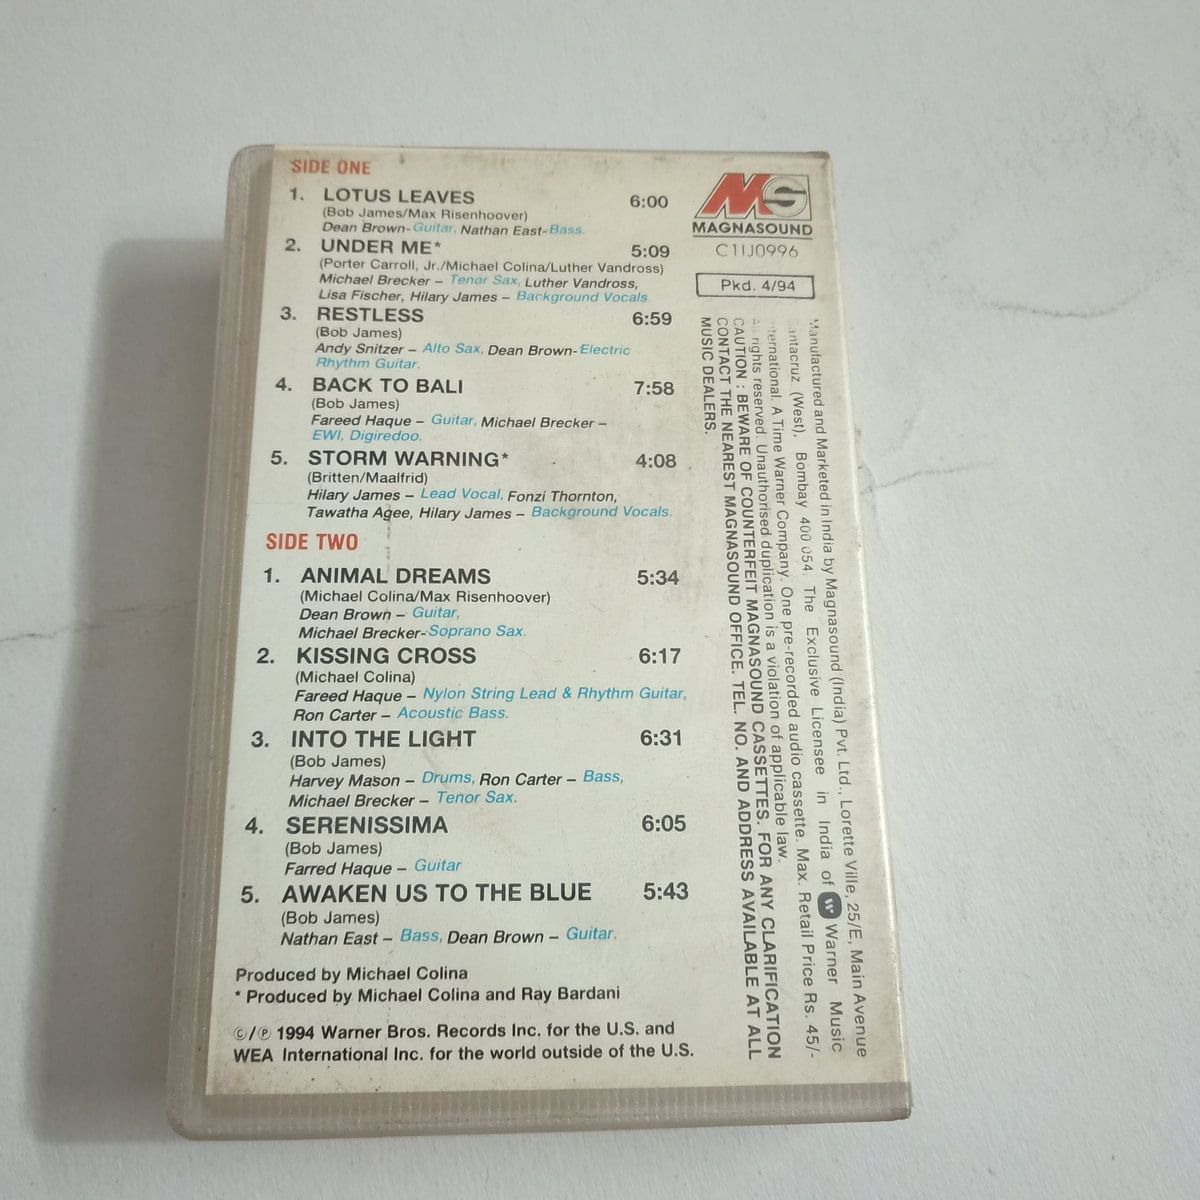 SIDE ONE
1. LOTUS LEAVES 6:00
(Bob James/Max Risenhoover)
Dean Brown-Guitar, Nathan East-Bass.
2. UNDER ME* 5:09
(Porter Carroll, Jr./Michael Colina/Luther Vandross)
Michael Brecker – Tenor Sax, Luther Vandross,
Lisa Fischer, Hilary James – Background Vocals
3. RESTLESS 6:59
(Bob James)
Andy Snitzer – Alto Sax, Dean Brown-Electric
Rhythm Guitar.
4. BACK TO BALI 7:58
(Bob James)
Fareed Haque – Guitar, Michael Brecker –
EWI, Digiredoo.
5. STORM WARNING* 4:08
(Britten/Maalfrid)
Hilary James – Lead Vocal, Fonzi Thornton,
Tawatha Agee, Hilary James – Background Vocals.
SIDE TWO
1. ANIMAL DREAMS 5:34
(Michael Colina/Max Risenhoover)
Dean Brown – Guitar,
Michael Brecker-Soprano Sax.
2. KISSING CROSS 6:17
(Michael Colina)
Fareed Haque – Nylon String Lead & Rhythm Guitar,
Ron Carter – Acoustic Bass.
3. INTO THE LIGHT 6:31
(Bob James)
Harvey Mason – Drums, Ron Carter – Bass,
Michael Brecker – Tenor Sax.
4. SERENISSIMA 6:05
(Bob James)
Farred Haque – Guitar
5. AWAKEN US TO THE BLUE 5:43
(Bob James)
Nathan East – Bass, Dean Brown – Guitar.
Produced by Michael Colina
* Produced by Michael Colina and Ray Bardani
©/℗ 1994 Warner Bros. Records Inc. for the U.S. and
WEA International Inc. for the world outside of the U.S.
MS
MAGNASOUND
C1IJ0996
Pkd. 4/94
Manufactured and Marketed in India by Magnasound (India) Pvt. Ltd., Lorette Ville, 25/E, Main Avenue
Santacruz (West), Bombay 400 054. The Exclusive Licensee in India of Warner Music
International. A Time Warner Company. One pre-recorded audio cassette. Max. Retail Price Rs. 45/-
All rights reserved. Unauthorised duplication is a violation of applicable law.
CAUTION : BEWARE OF COUNTERFEIT MAGNASOUND CASSETTES. FOR ANY CLARIFICATION
CONTACT THE NEAREST MAGNASOUND OFFICE. TEL. NO. AND ADDRESS AVAILABLE AT ALL
MUSIC DEALERS.